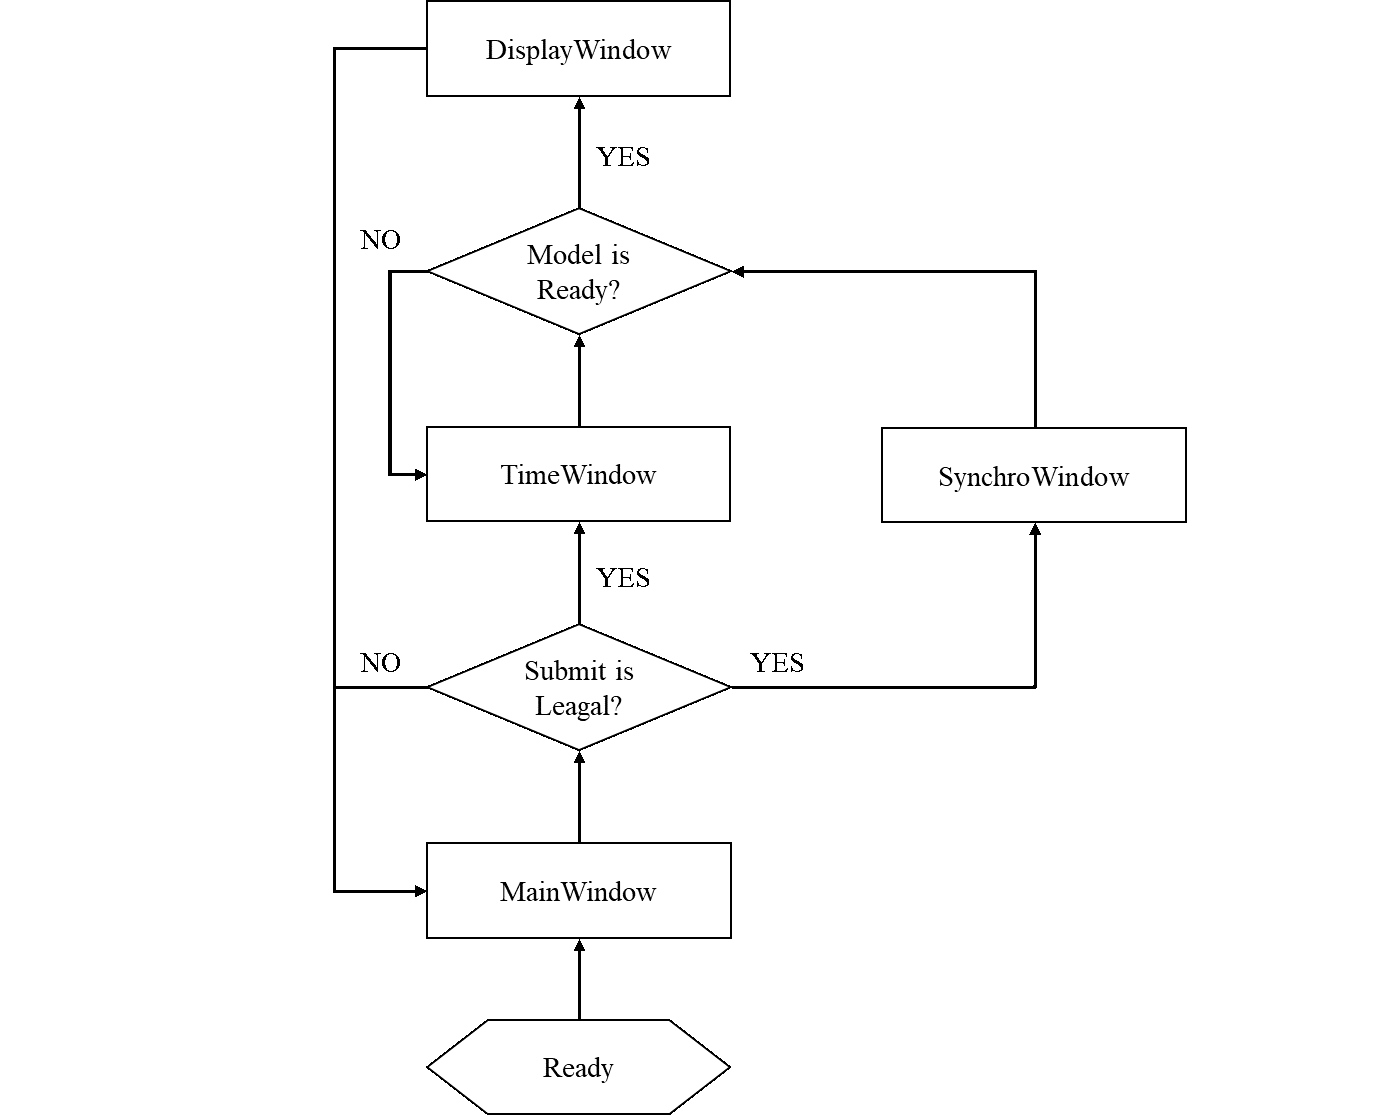 DisplayWindow
YES
NO
Model is
Ready?
TimeWindow
SynchroWindow
YES
NO
YES
Submit is
Leagal?
MainWindow
Ready